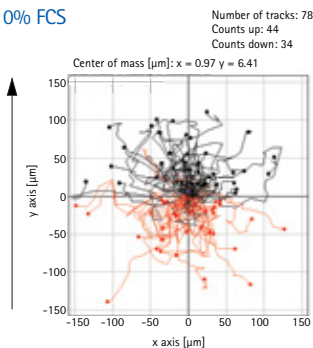 0% FCS
Number of tracks: 78
Counts up: 44
Counts down: 34
Center of mass [µm]: x = 0.97 y = 6.41
150
100
50
0
-50
-100
-150
y axis [µm]
-150 -100 -50 0 50 100 150
x axis [µm]